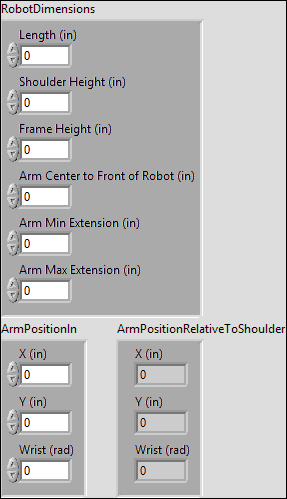 RobotDimensions
Length (in)
0
Shoulder Height (in)
0
Frame Height (in)
0
Arm Center to Front of Robot (in)
0
Arm Min Extension (in)
0
Arm Max Extension (in)
0
ArmPositionIn
X (in)
0
Y (in)
0
Wrist (rad)
0
ArmPositionRelativeToShoulder
X (in)
0
Y (in)
0
Wrist (rad)
0